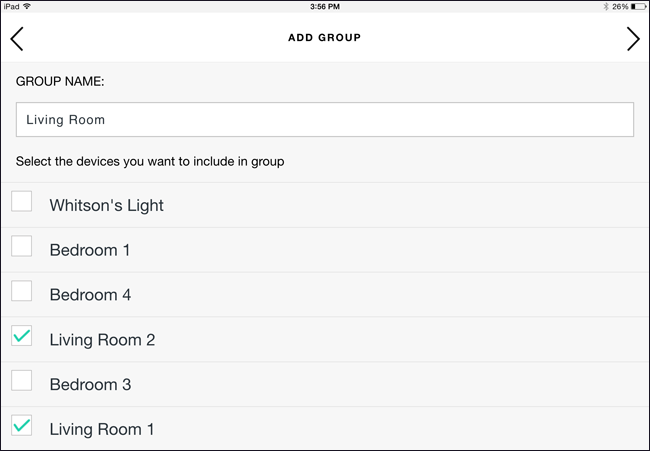 iPad 3:56 PM 26%
ADD GROUP
GROUP NAME:
Living Room
Select the devices you want to include in group
Whitson's Light
Bedroom 1
Bedroom 4
Living Room 2
Bedroom 3
Living Room 1